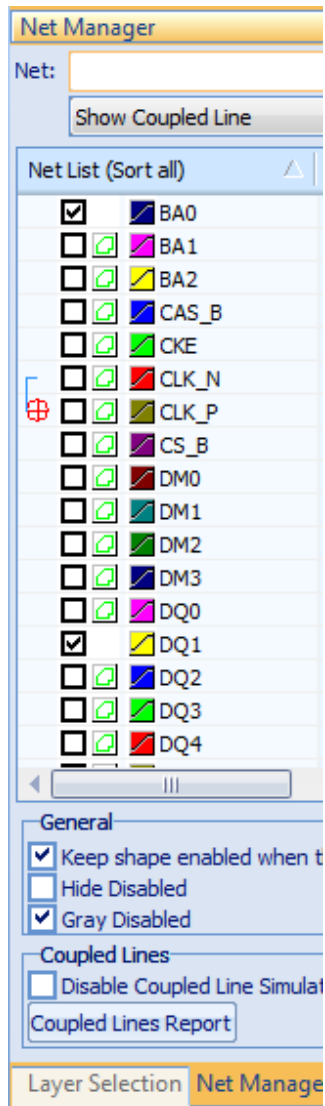 Net Manager
Net:
Show Coupled Line
Net List (Sort all)
BA0
BA1
BA2
CAS_B
CKE
CLK_N
CLK_P
CS_B
DM0
DM1
DM2
DM3
DQ0
DQ1
DQ2
DQ3
DQ4
General
Keep shape enabled when t
Hide Disabled
Gray Disabled
Coupled Lines
Disable Coupled Line Simulat
Coupled Lines Report
Layer Selection Net Manage